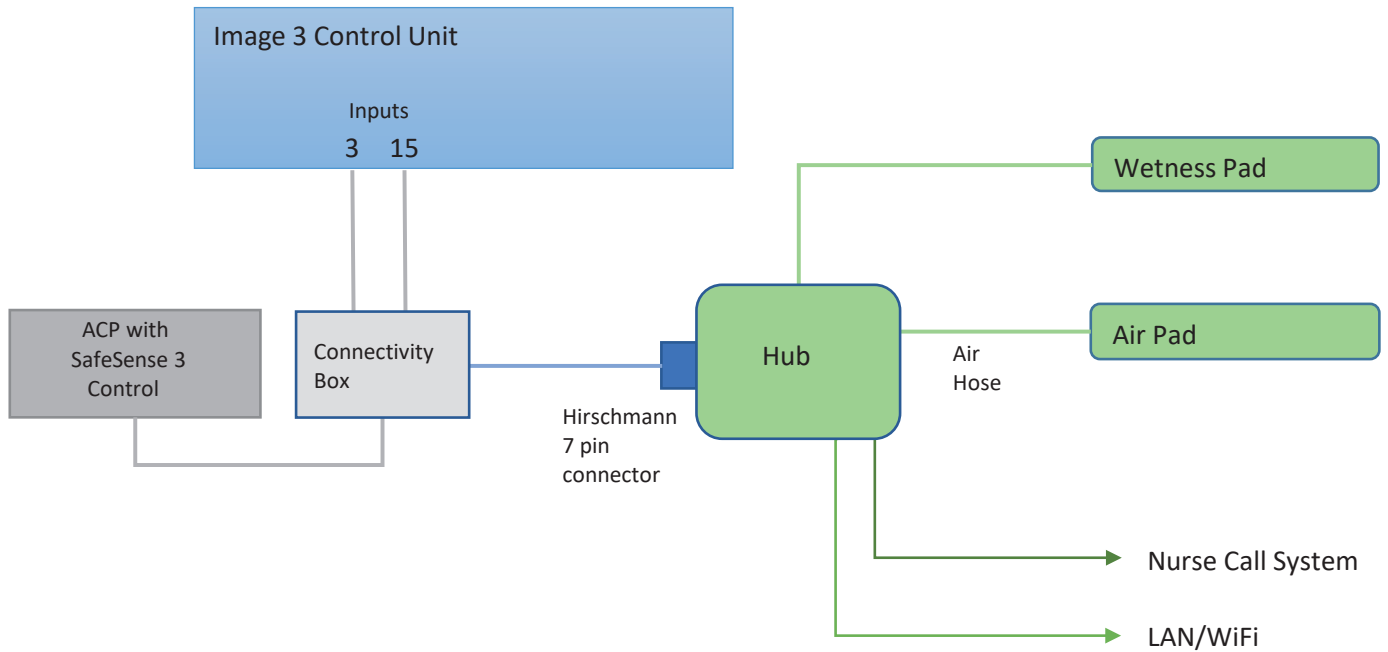 Image 3 Control Unit
Inputs
3 15
Wetness Pad
ACP with
SafeSense 3
Control
Connectivity
Box
Hub
Air
Hose
Air Pad
Hirschmann
7 pin
connector
Nurse Call System
LAN/WiFi